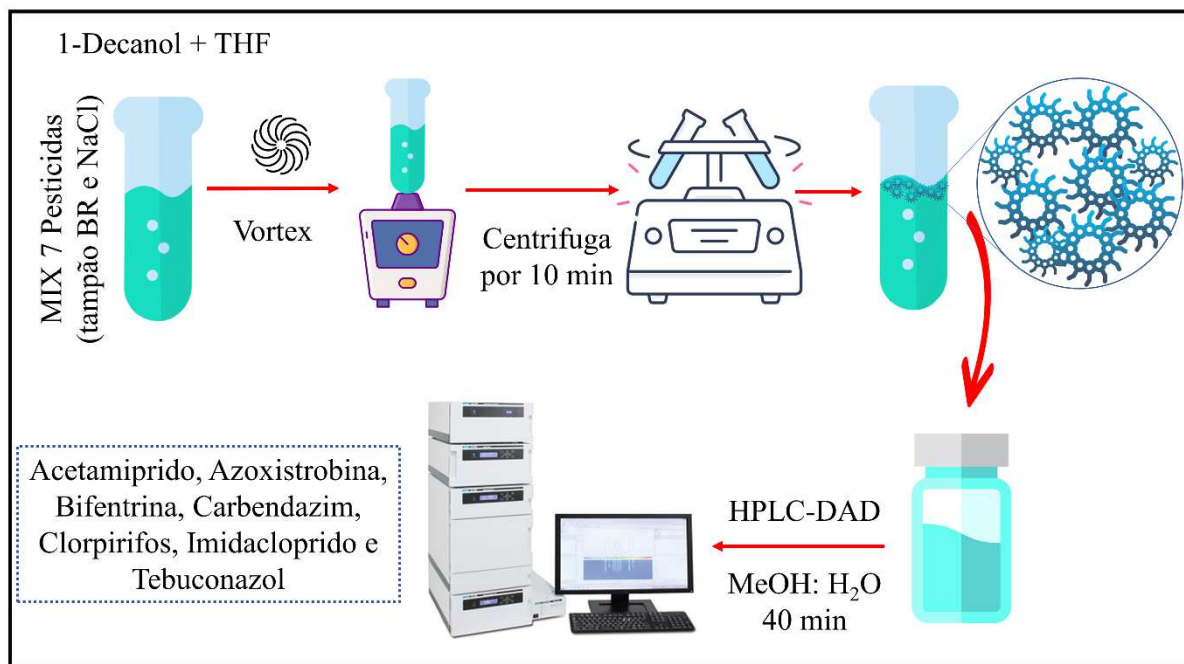 1-Decanol + THF
MIX 7 Pesticidas
(tampão BR e NaCl)
Vortex
Centrifuga
por 10 min
Acetamiprido, Azoxistrobina,
Bifentrina, Carbendazim,
Clorpirifos, Imidacloprido e
Tebuconazol
HPLC-DAD
MeOH: H₂O
40 min